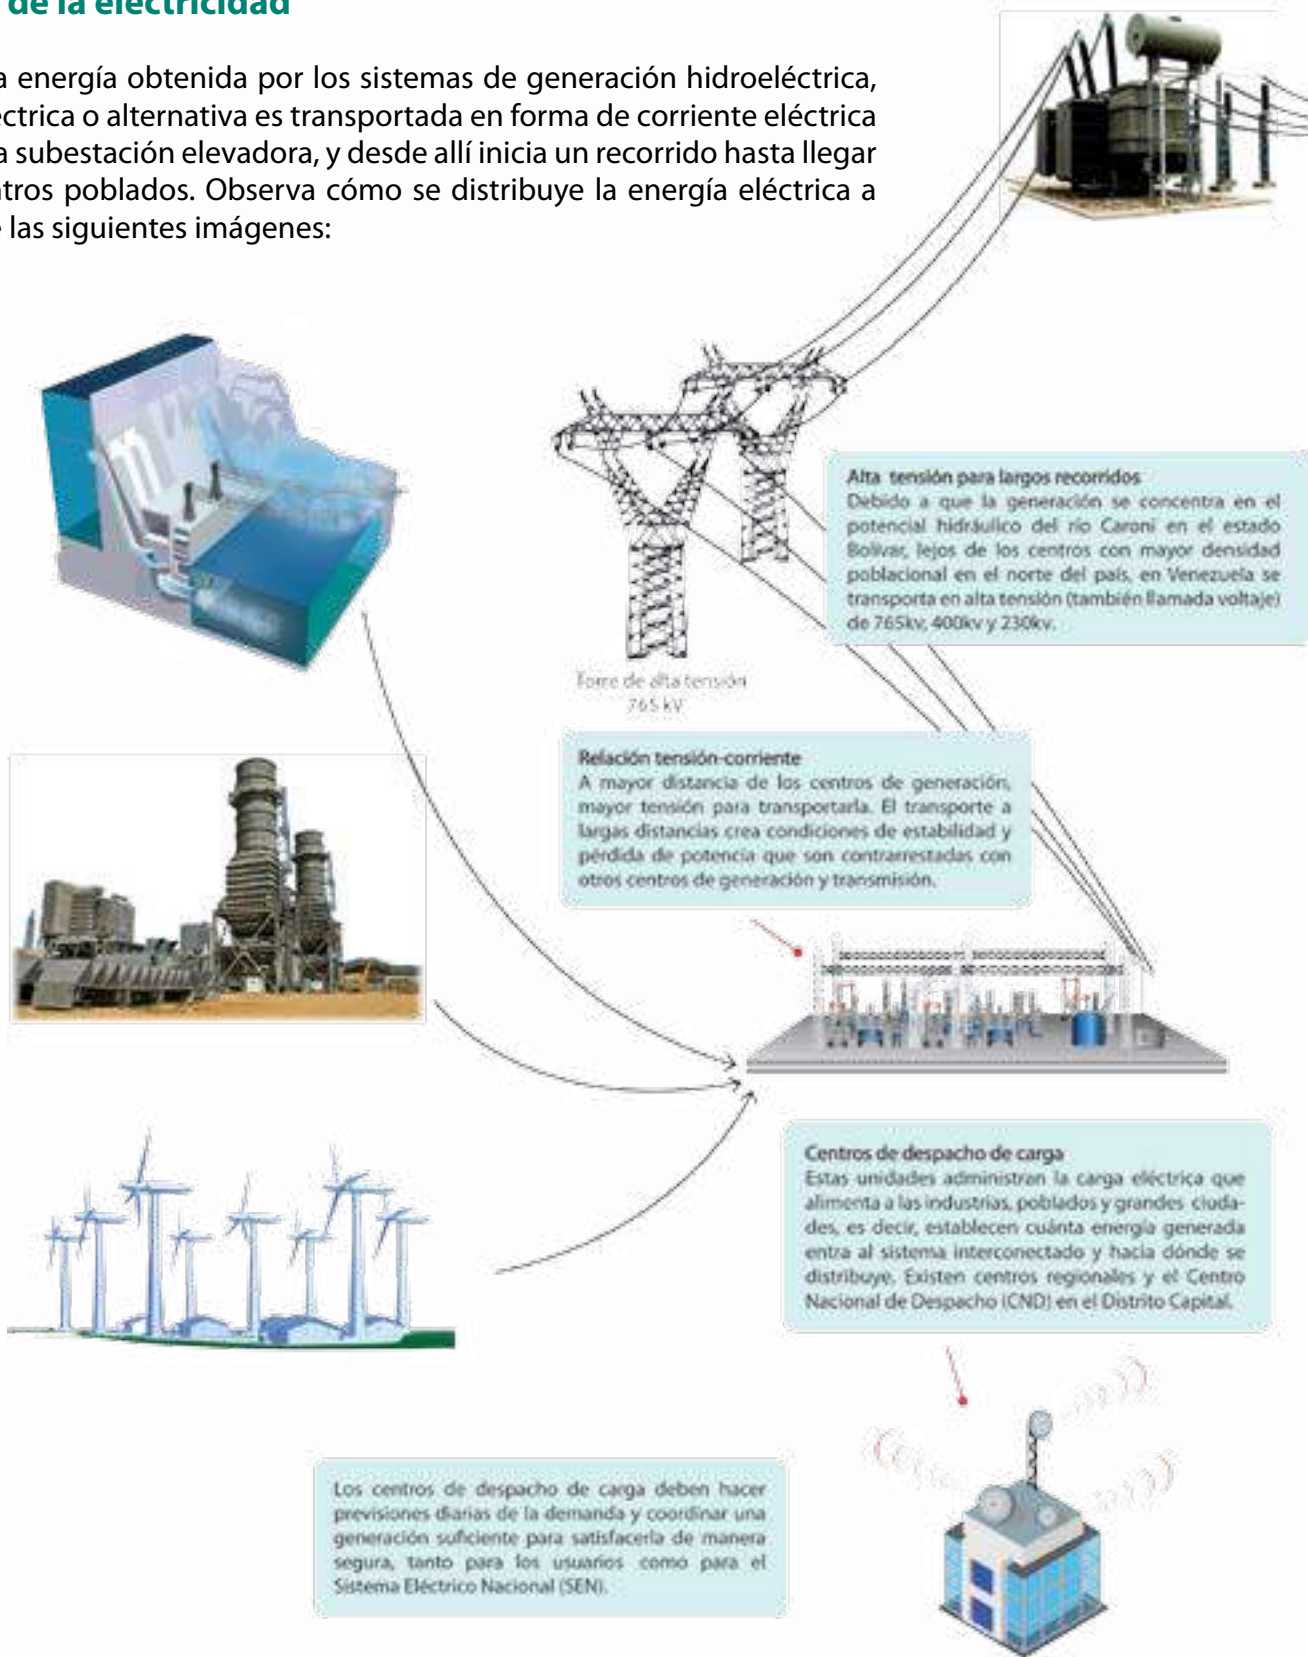 de la electricidad
a energía obtenida por los sistemas de generación hidroeléctrica,
éctrica o alternativa es transportada en forma de corriente eléctrica
a subestación elevadora, y desde allí inicia un recorrido hasta llegar
ntros poblados. Observa cómo se distribuye la energía eléctrica a
e las siguientes imágenes:
Alta tensión para largos recorridos
Debido a que la generación se concentra en el
potencial hidráulico del río Caroní en el estado
Bolívar, lejos de los centros con mayor densidad
poblacional en el norte del país, en Venezuela se
transporta en alta tensión (también llamada voltaje)
de 765kv, 400kv y 230kv.
Torre de alta tensión
765 kV
Relación tensión-corriente
A mayor distancia de los centros de generación,
mayor tensión para transportarla. El transporte a
largas distancias crea condiciones de estabilidad y
pérdida de potencia que son contrarrestadas con
otros centros de generación y transmisión.
Centros de despacho de carga
Estas unidades administran la carga eléctrica que
alimenta a las industrias, poblados y grandes ciuda-
des, es decir, establecen cuánta energía generada
entra al sistema interconectado y hacia dónde se
distribuye. Existen centros regionales y el Centro
Nacional de Despacho (CND) en el Distrito Capital.
Los centros de despacho de carga deben hacer
previsiones diarias de la demanda y coordinar una
generación suficiente para satisfacerla de manera
segura, tanto para los usuarios como para el
Sistema Eléctrico Nacional (SEN).